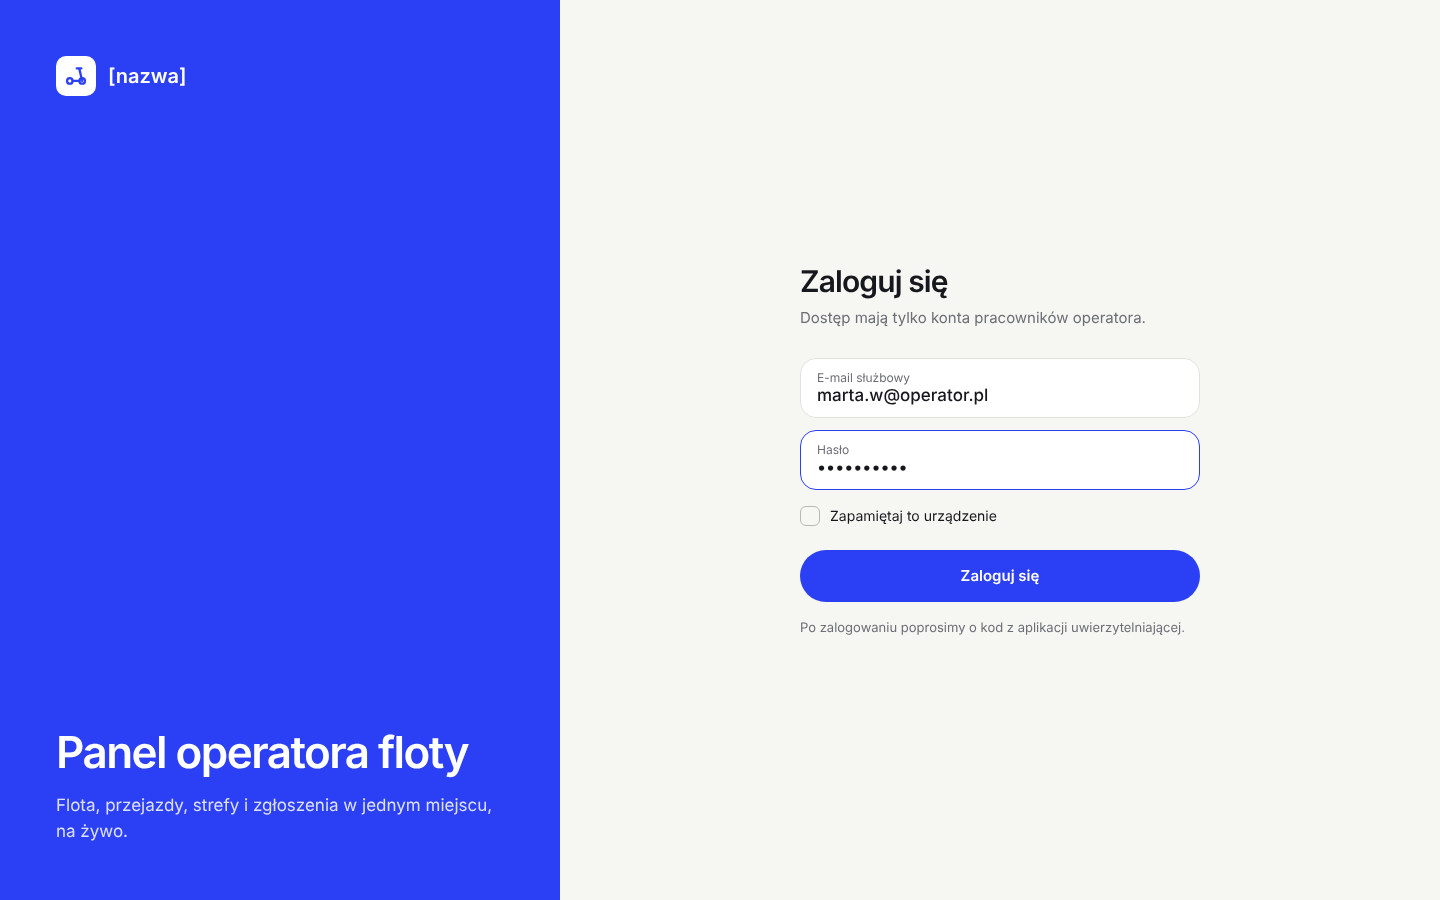 [nazwa]
Panel operatora floty
Flota, przejazdy, strefy i zgłoszenia w jednym miejscu,
na żywo.
Zaloguj się
Dostęp mają tylko konta pracowników operatora.
E-mail służbowy
marta.w@operator.pl
Hasło
••••••••••
Zapamiętaj to urządzenie
Zaloguj się
Po zalogowaniu poprosimy o kod z aplikacji uwierzytelniającej.